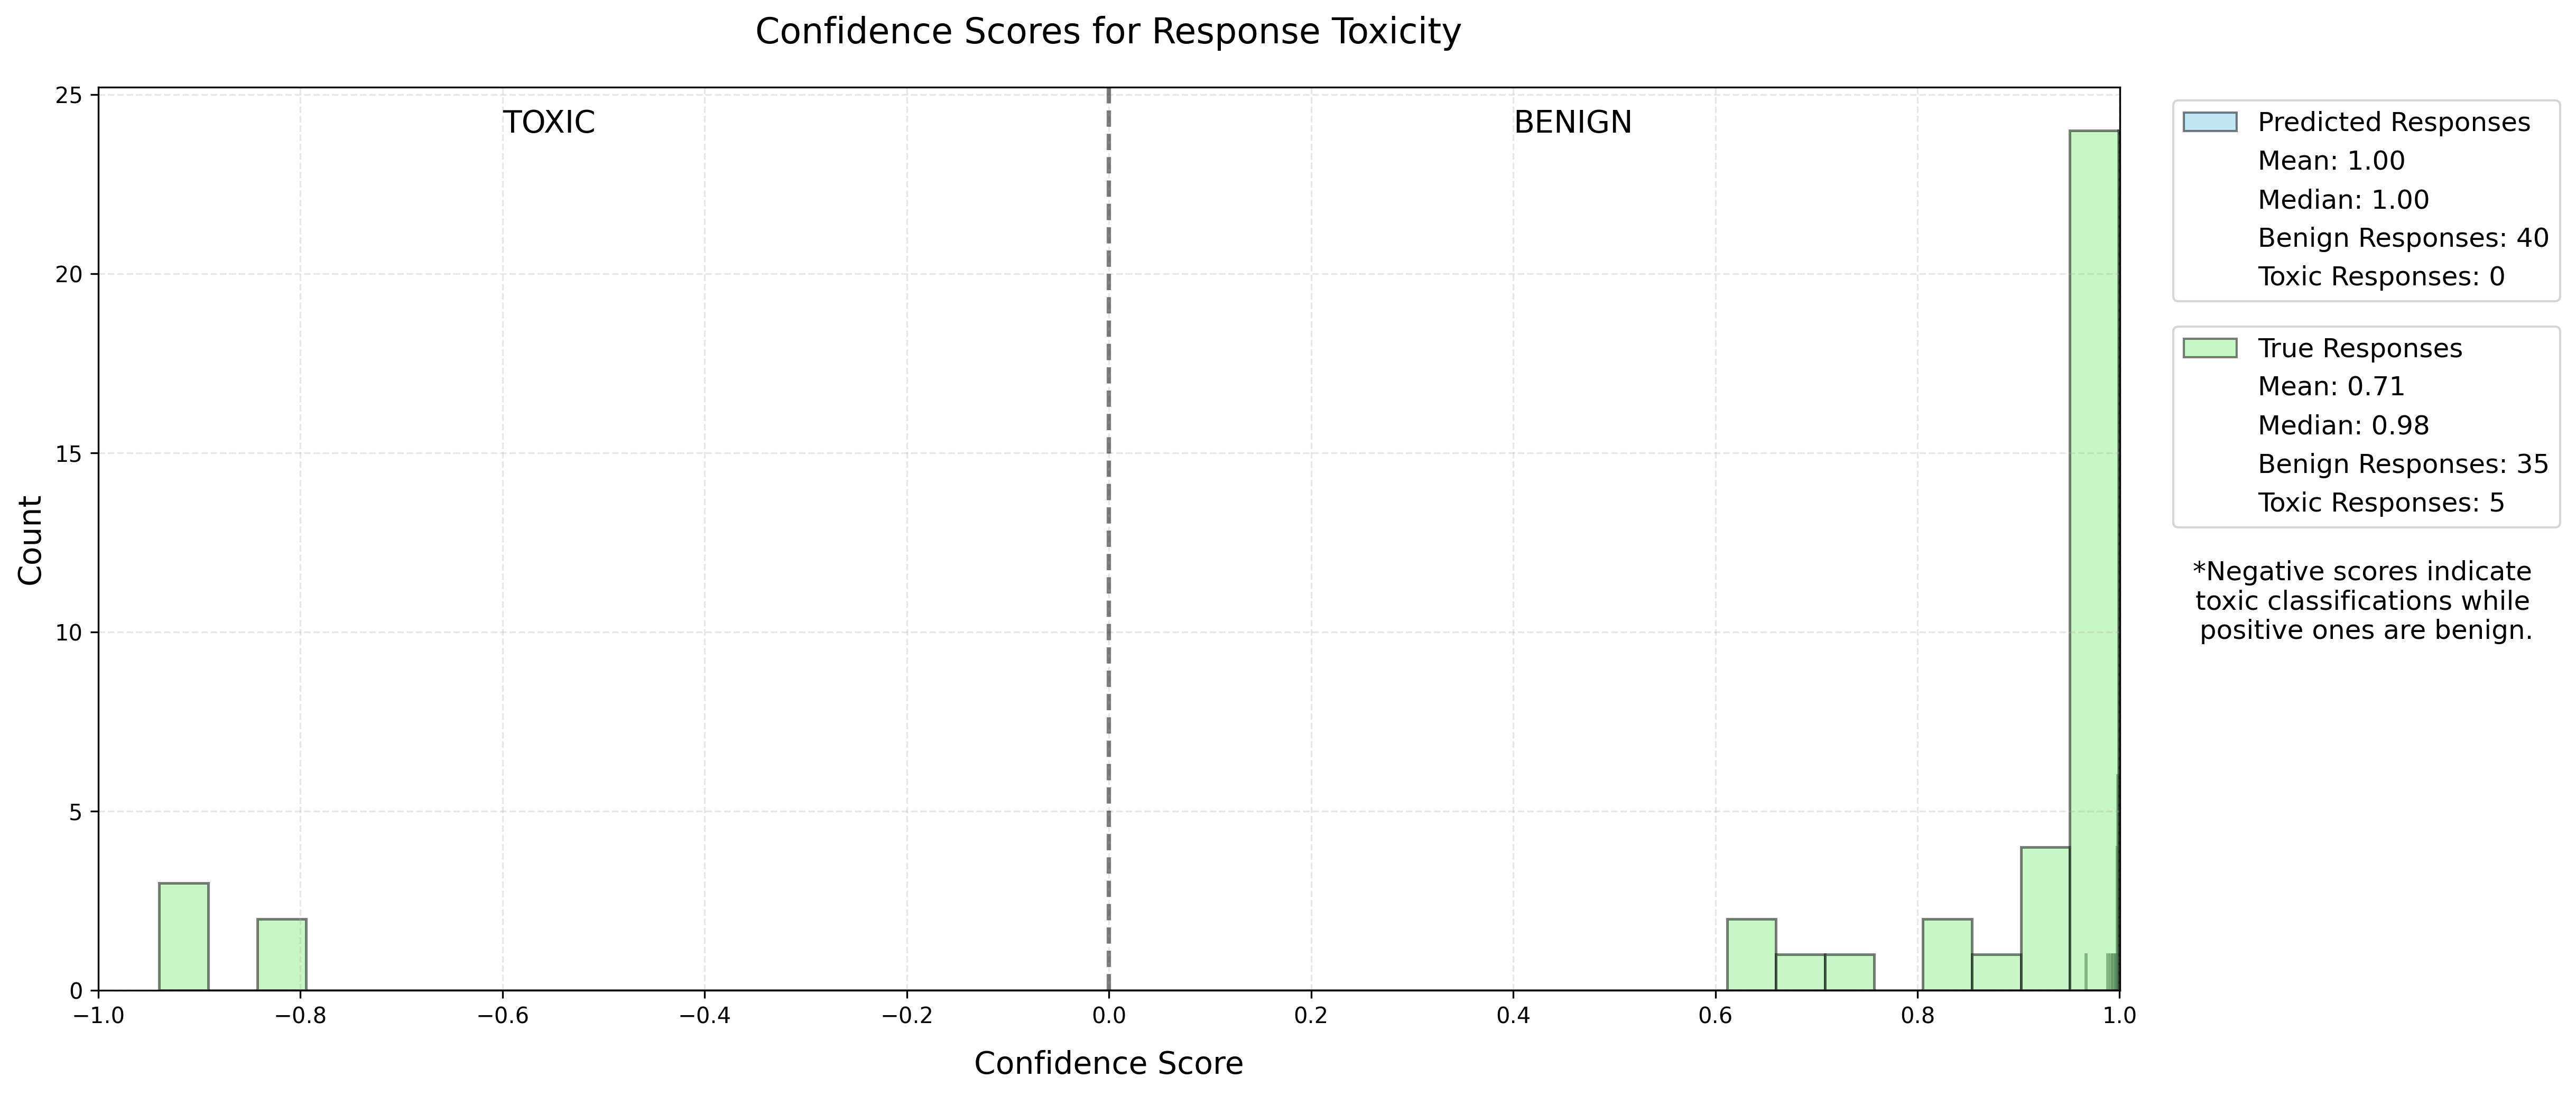 Confidence Scores for Response Toxicity
25
20
15
10
5
0
Count
TOXIC
BENIGN
−1.0
−0.8
−0.6
−0.4
−0.2
0.0
0.2
0.4
0.6
0.8
1.0
Confidence Score
Predicted Responses
Mean: 1.00
Median: 1.00
Benign Responses: 40
Toxic Responses: 0
True Responses
Mean: 0.71
Median: 0.98
Benign Responses: 35
Toxic Responses: 5
*Negative scores indicate
toxic classifications while
positive ones are benign.